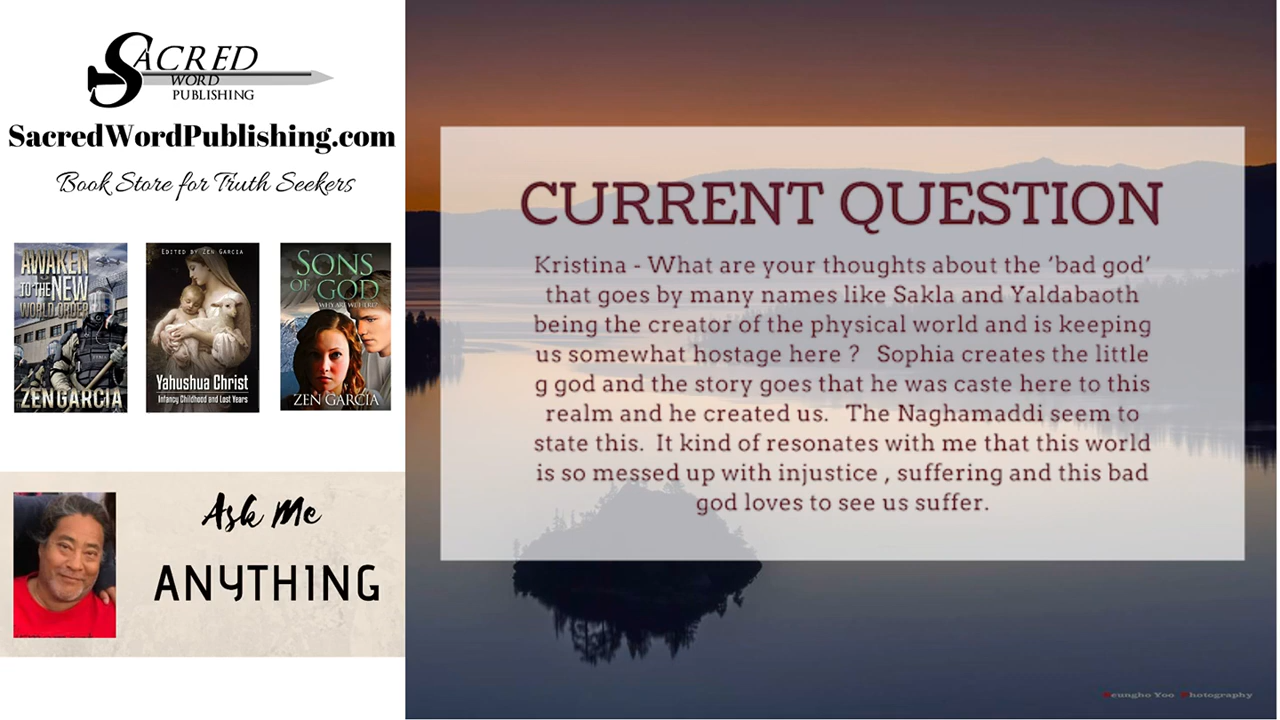 SACRED
WORD
PUBLISHING
SacredWordPublishing.com
Book Store for Truth Seekers
AWAKEN
TO THE NEW
WORLD ORDER
ZEN GARCIA
EDITED BY ZEN GARCIA
Yahushua Christ
Infancy Childhood and Lost Years
SONS
OF GOD
WHY ARE WE HERE?
ZEN GARCIA
Ask Me
ANYTHING
CURRENT QUESTION
Kristina - What are your thoughts about the ‘bad god’
that goes by many names like Sakla and Yaldabaoth
being the creator of the physical world and is keeping
us somewhat hostage here ? Sophia creates the little
g god and the story goes that he was caste here to this
realm and he created us. The Naghamaddi seem to
state this. It kind of resonates with me that this world
is so messed up with injustice , suffering and this bad
god loves to see us suffer.
Seungho Yoo Photography